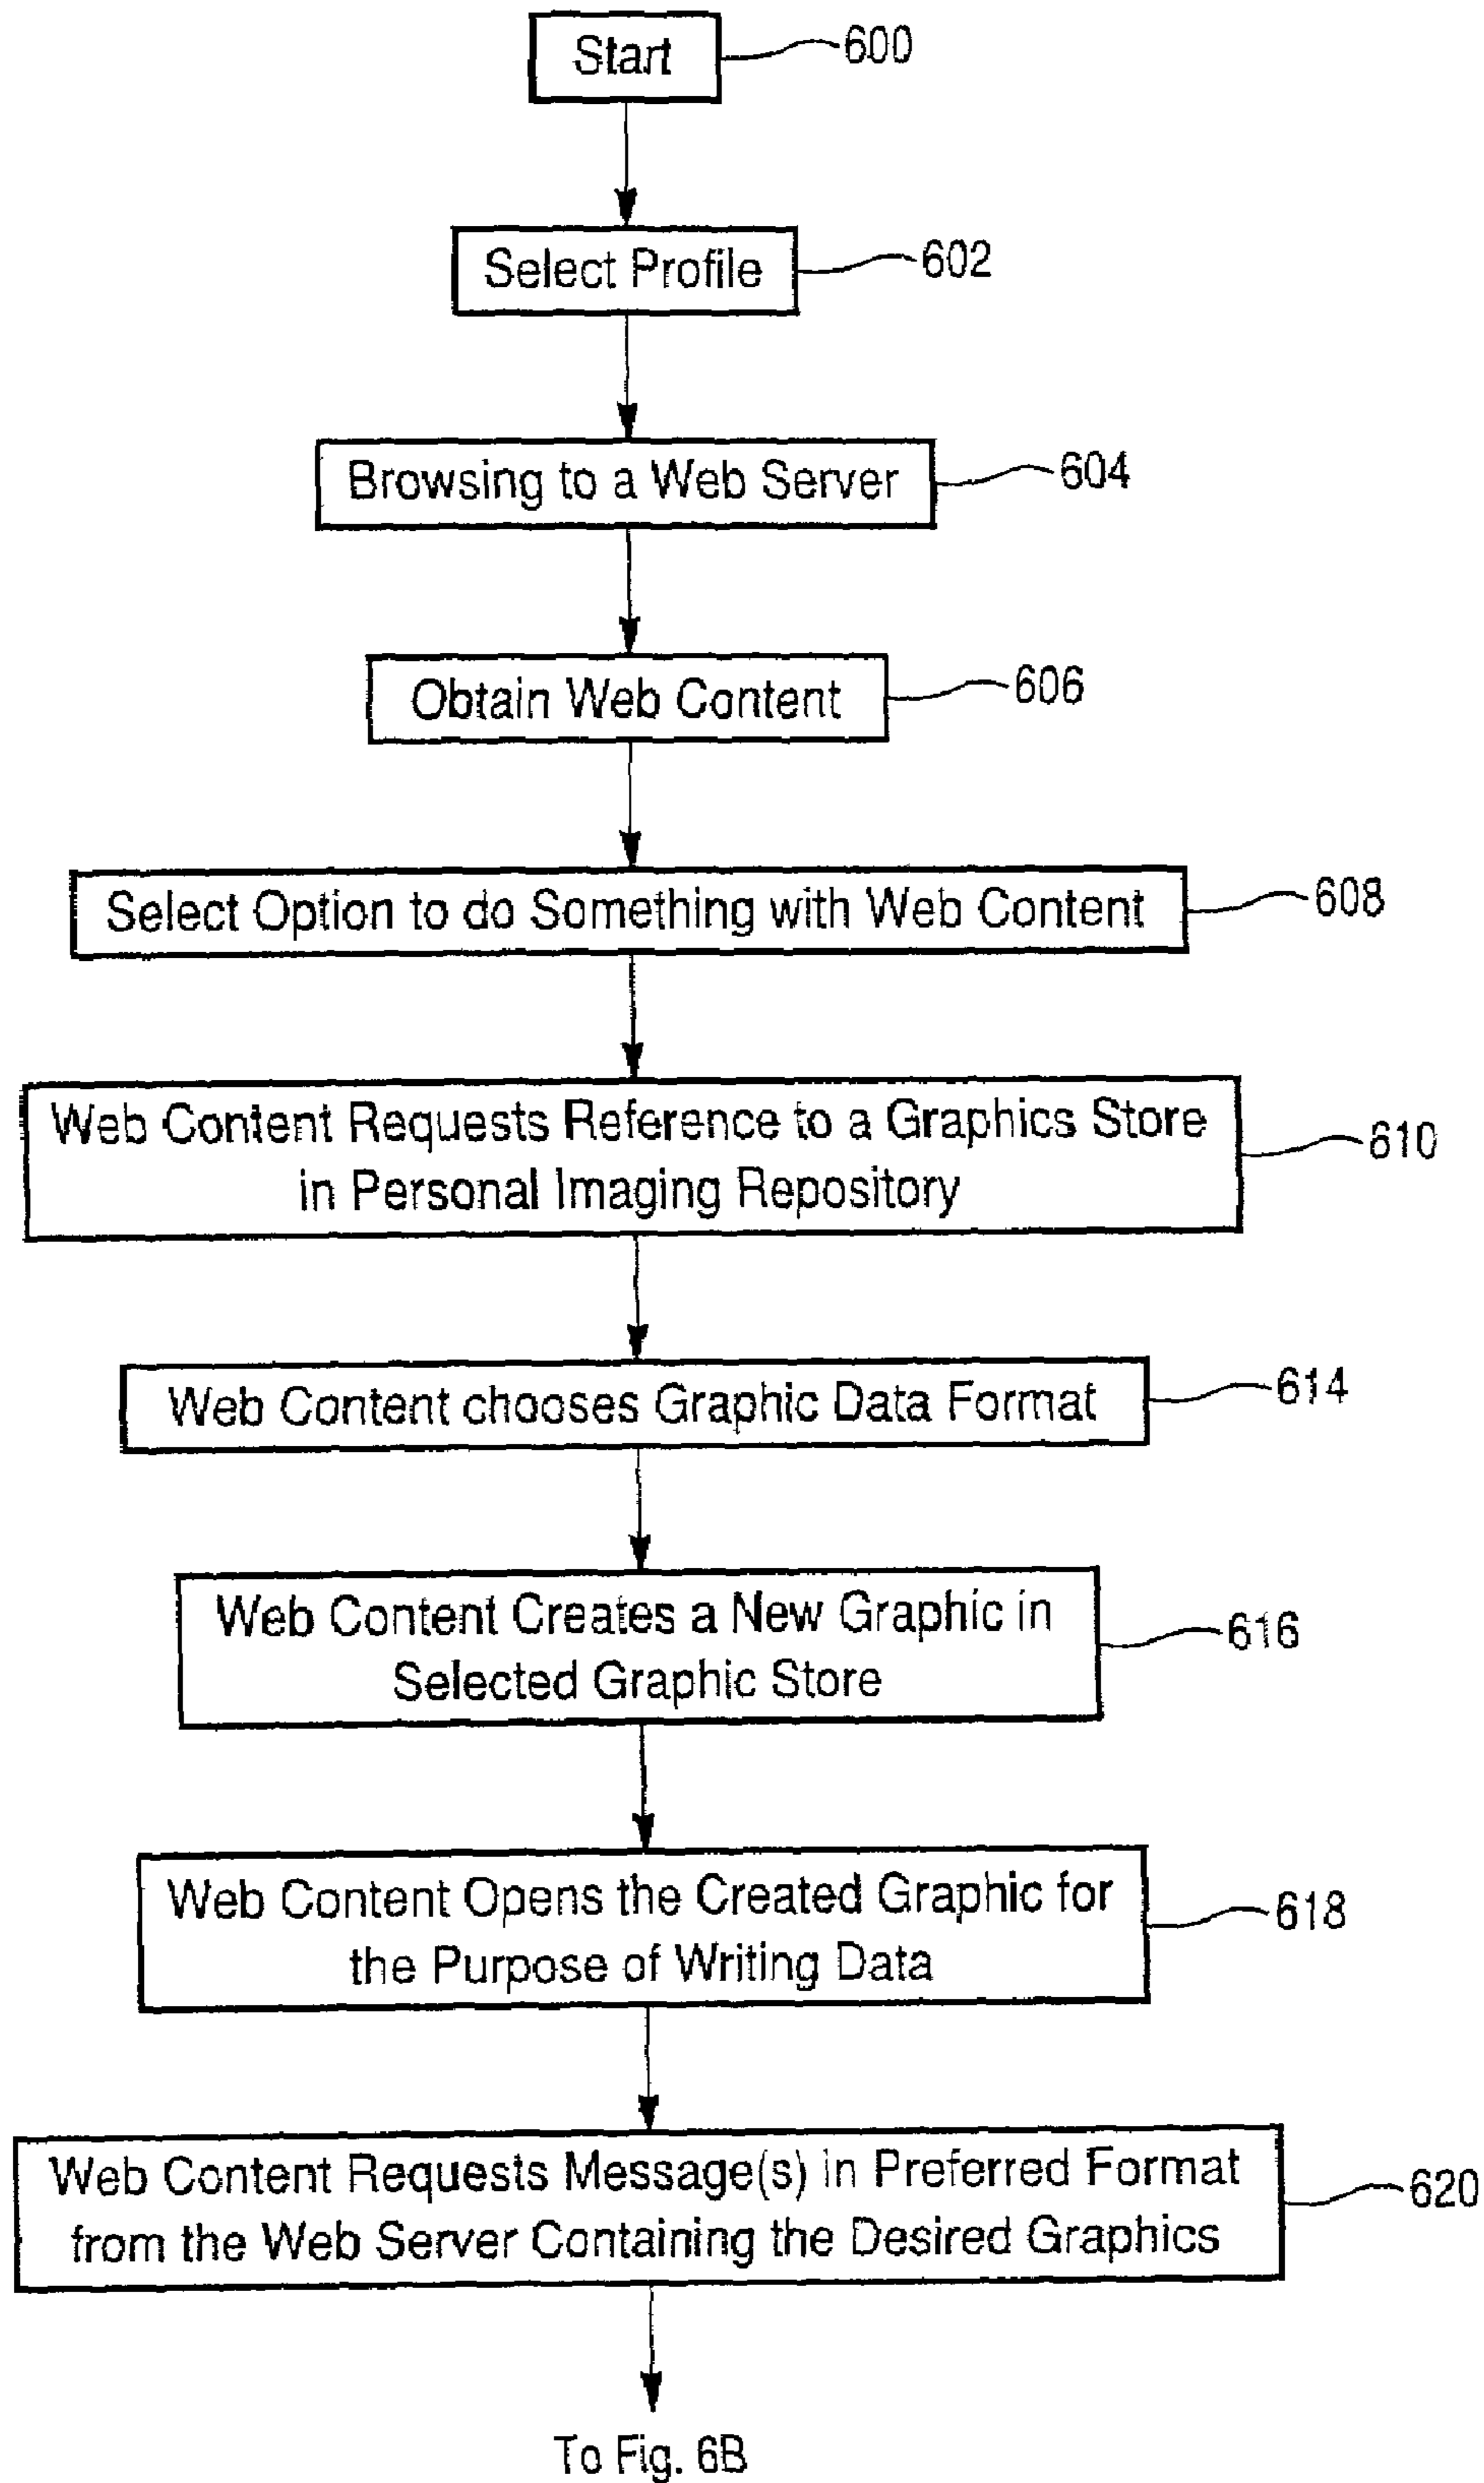 Start
600
Select Profile
602
Browsing to a Web Server
604
Obtain Web Content
606
Select Option to do Something with Web Content
608
Web Content Requests Reference to a Graphics Store
in Personal Imaging Repository
610
Web Content chooses Graphic Data Format
614
Web Content Creates a New Graphic in
Selected Graphic Store
616
Web Content Opens the Created Graphic for
the Purpose of Writing Data
618
Web Content Requests Message(s) in Preferred Format
from the Web Server Containing the Desired Graphics
620
To Fig. 6B